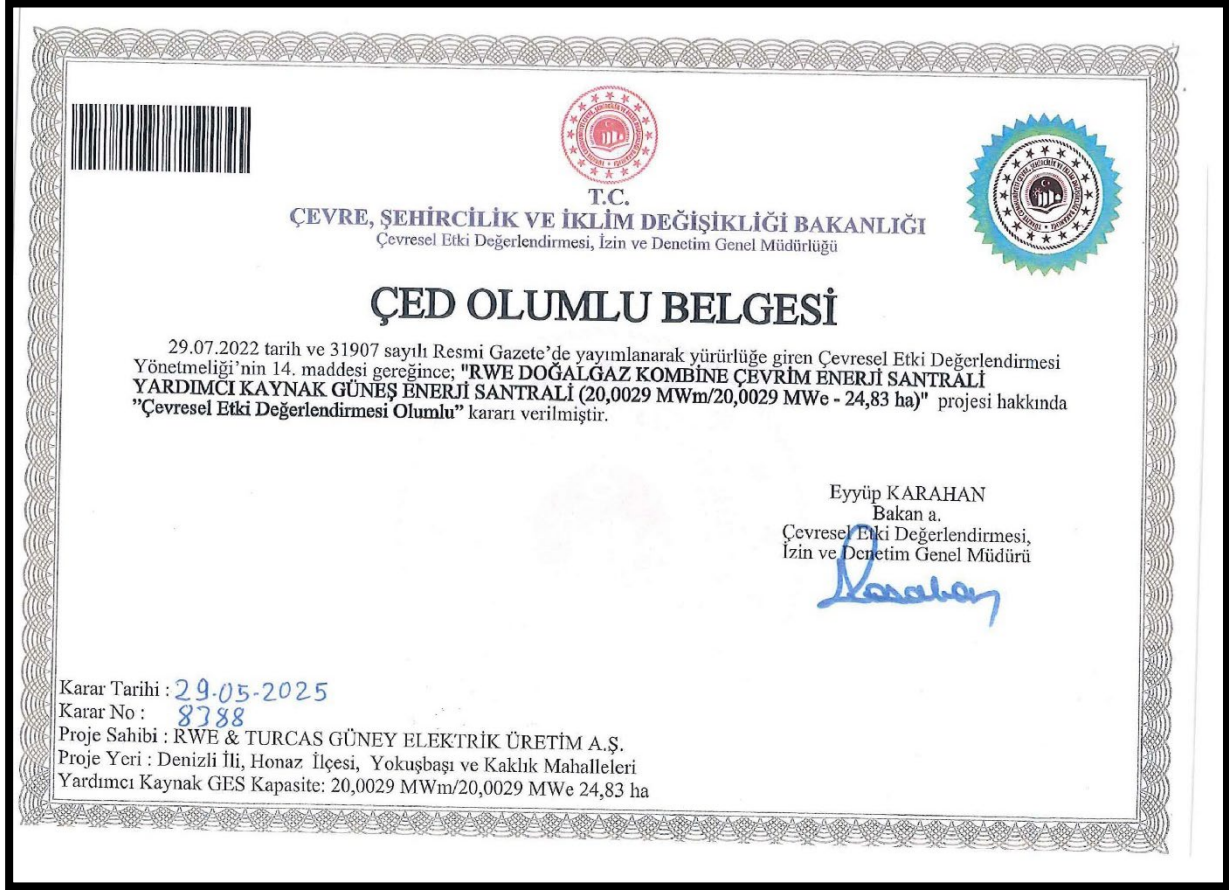 T.C.
ÇEVRE, ŞEHİRCİLİK VE İKLİM DEĞİŞİKLİĞİ BAKANLIĞI
Çevresel Etki Değerlendirmesi, İzin ve Denetim Genel Müdürlüğü
ÇED OLUMLU BELGESİ
29.07.2022 tarih ve 31907 sayılı Resmi Gazete’de yayımlanarak yürürlüğe giren Çevresel Etki Değerlendirmesi
Yönetmeliği’nin 14. maddesi gereğince; "RWE DOĞALGAZ KOMBİNE ÇEVRİM ENERJİ SANTRALİ
YARDIMCI KAYNAK GÜNEŞ ENERJİ SANTRALİ (20,0029 MWm/20,0029 MWe - 24,83 ha)" projesi hakkında
”Çevresel Etki Değerlendirmesi Olumlu” kararı verilmiştir.
Eyyüp KARAHAN
Bakan a.
Çevresel Etki Değerlendirmesi,
İzin ve Denetim Genel Müdürü
Karar Tarihi : 29-05-2025
Karar No : 8388
Proje Sahibi : RWE & TURCAS GÜNEY ELEKTRİK ÜRETİM A.Ş.
Proje Yeri : Denizli İli, Honaz İlçesi, Yokuşbaşı ve Kaklık Mahalleleri
Yardımcı Kaynak GES Kapasite: 20,0029 MWm/20,0029 MWe 24,83 ha